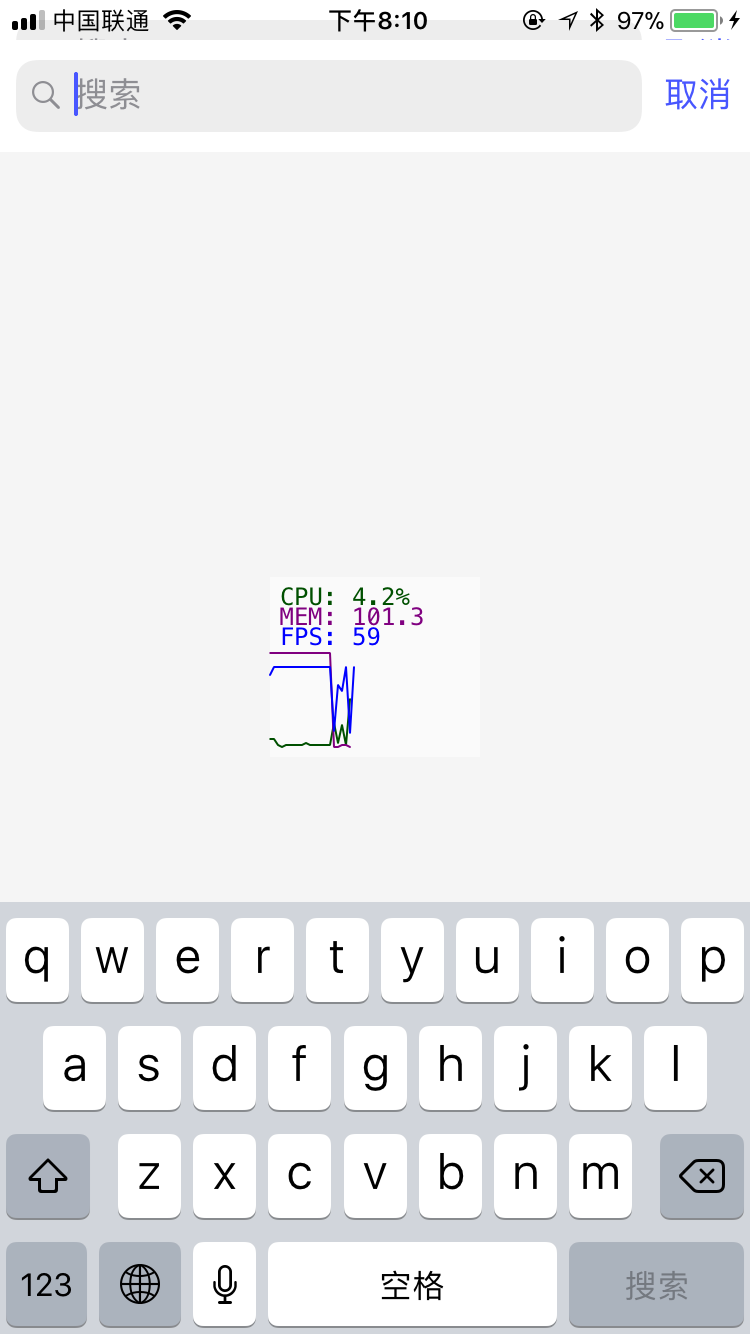 中国联通 下午8:10 97%
搜索 取消
CPU: 4.2%
MEM: 101.3
FPS: 59
q w e r t y u i o p
a s d f g h j k l
z x c v b n m
123 空格 搜索